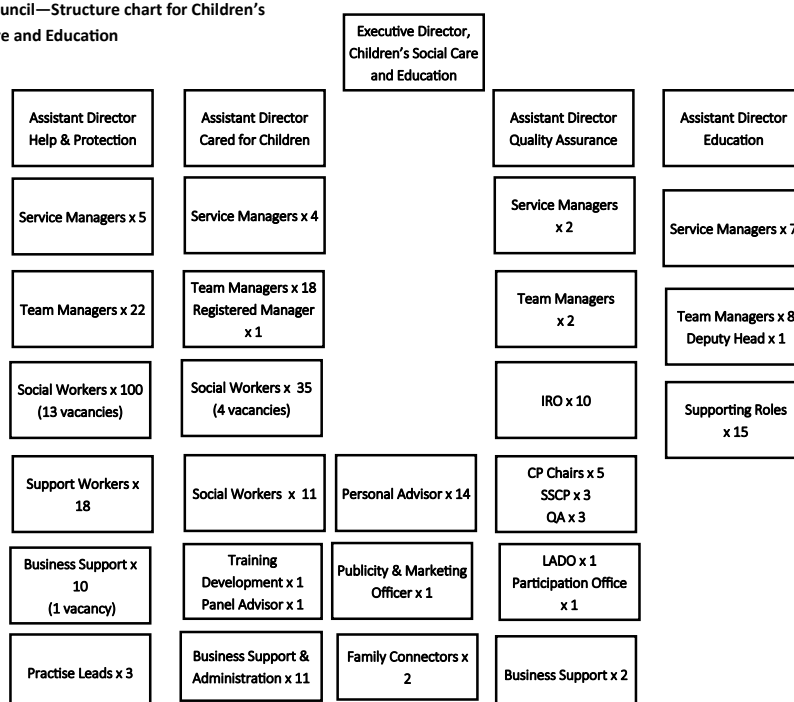 uncil—Structure chart for Children's
e and Education
Executive Director,
Children's Social Care
and Education
Assistant Director
Help & Protection
Assistant Director
Cared for Children
Assistant Director
Quality Assurance
Assistant Director
Education
Service Managers x 5
Service Managers x 4
Service Managers
x 2
Service Managers x 7
Team Managers x 22
Team Managers x 18
Registered Manager
x 1
Team Managers
x 2
Team Managers x 8
Deputy Head x 1
Social Workers x 100
(13 vacancies)
Social Workers x  35
(4 vacancies)
IRO x 10
Supporting Roles
x 15
Support Workers x
18
Social Workers  x  11
Personal Advisor x 14
CP Chairs x 5
SSCP x 3
QA x 3
Business Support x
10
(1 vacancy)
Training
Development x 1
Panel Advisor x 1
Publicity & Marketing
Officer x 1
LADO x 1
Participation Office
x 1
Practise Leads x 3
Business Support &
Administration x 11
Family Connectors x
2
Business Support x 2